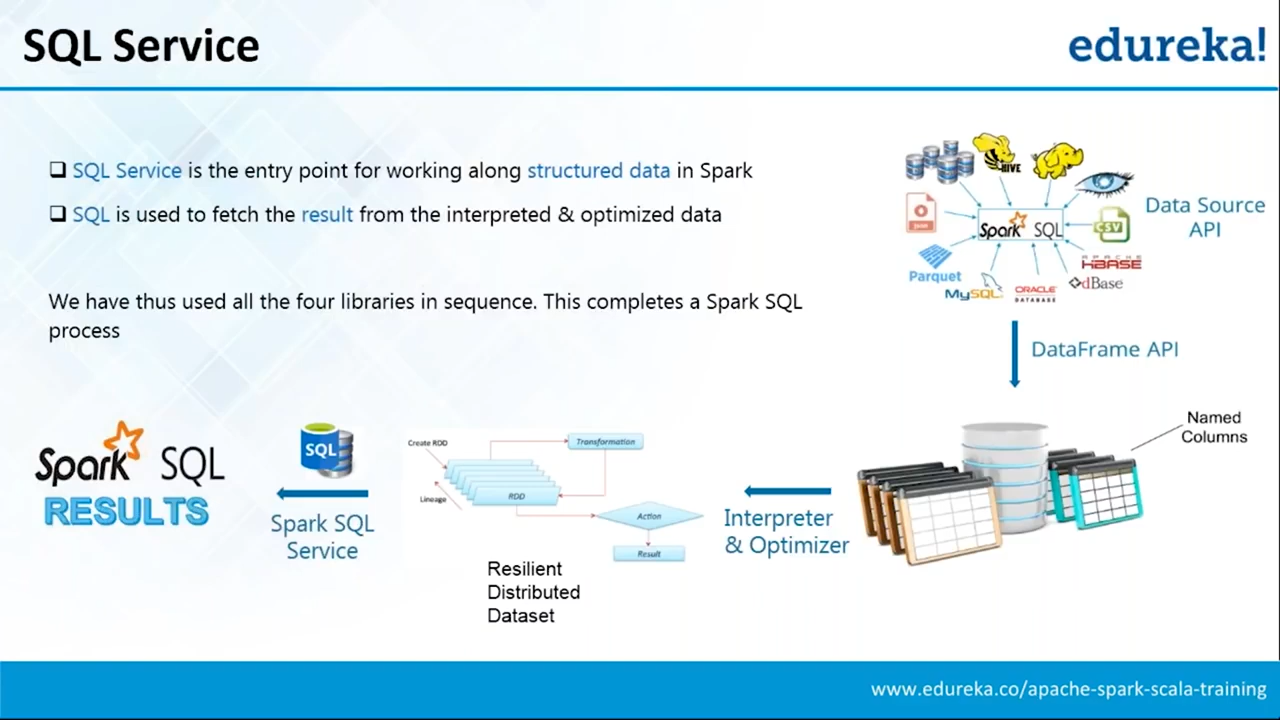 SQL Service
edureka!
SQL Service is the entry point for working along structured data in Spark
SQL is used to fetch the result from the interpreted & optimized data
We have thus used all the four libraries in sequence. This completes a Spark SQL
process
HIVE
json
Spark SQL
CSV
Parquet
MySQL
ORACLE
DATABASE
APACHE
HBASE
dBase
Data Source
API
DataFrame API
Named
Columns
Interpreter
& Optimizer
Create RDD
Transformation
Lineage
RDD
Action
Result
Resilient
Distributed
Dataset
SQL
Spark SQL
Service
Spark SQL
RESULTS
www.edureka.co/apache-spark-scala-training